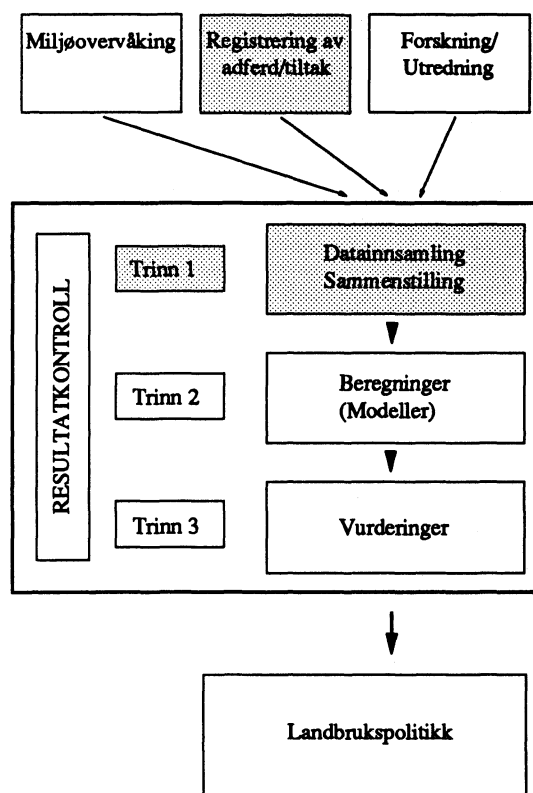 Miljøovervåking
Registrering av
adferd/tiltak
Forskning/
Utredning
RESULTATKONTROLL
Trinn 1
Datainnsamling
Sammenstilling
Trinn 2
Beregninger
(Modeller)
Trinn 3
Vurderinger
Landbrukspolitikk